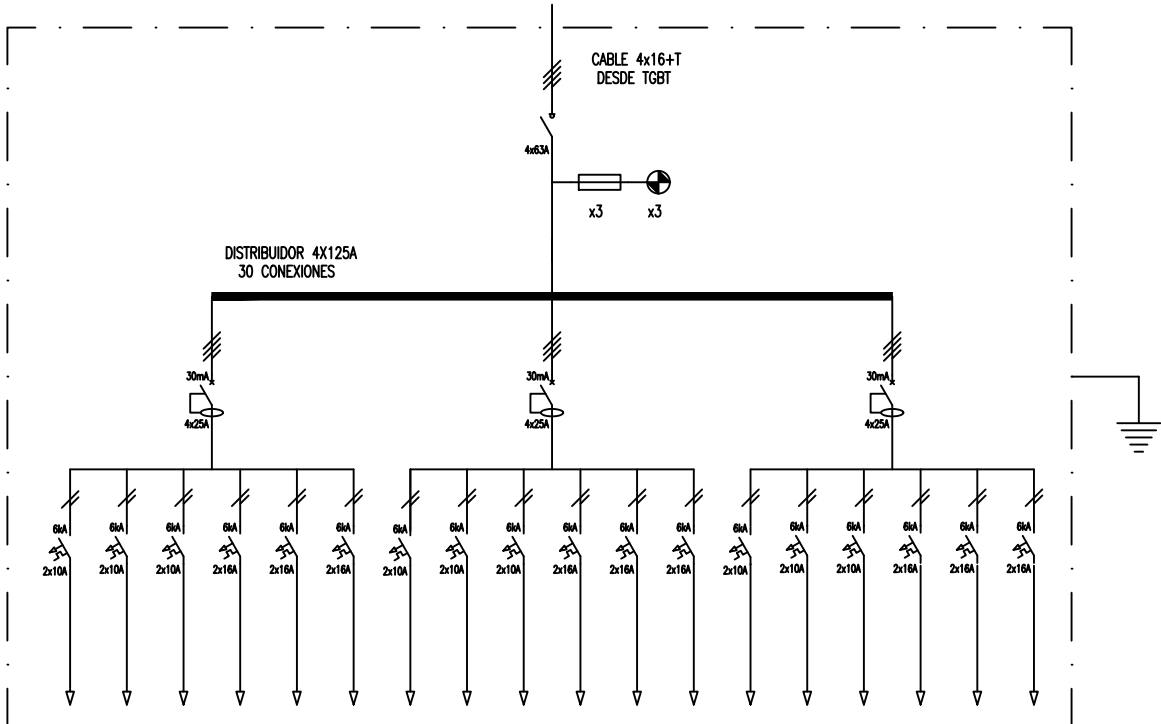 CABLE 4x16+T
DESDE TGBT
4x63A
x3 x3
DISTRIBUIDOR 4X125A
30 CONEXIONES
30mA 30mA 30mA
4x25A 4x25A 4x25A
6kA 6kA 6kA 6kA 6kA 6kA 6kA 6kA 6kA 6kA 6kA 6kA 6kA 6kA 6kA 6kA 6kA 6kA
2x10A 2x10A 2x10A 2x16A 2x16A 2x16A 2x10A 2x10A 2x10A 2x16A 2x16A 2x16A 2x10A 2x10A 2x10A 2x16A 2x16A 2x16A